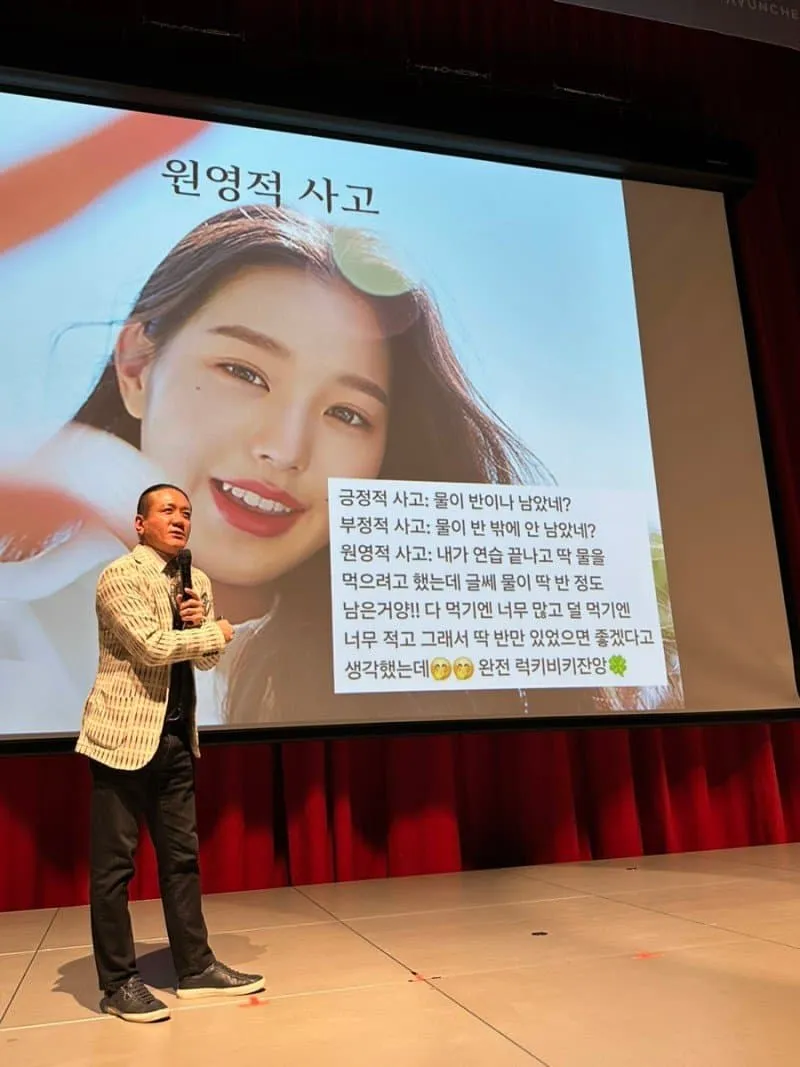 원영적 사고
긍정적 사고: 물이 반이나 남았네?
부정적 사고: 물이 반 밖에 안 남았네?
원영적 사고: 내가 연습 끝나고 딱 물을
먹으려고 했는데 글쎄 물이 딱 반 정도
남은거양!! 다 먹기엔 너무 많고 덜 먹기엔
너무 적고 그래서 딱 반만 있었으면 좋겠다고
생각했는데🤭🤭 완전 럭키비키잔앙🍀